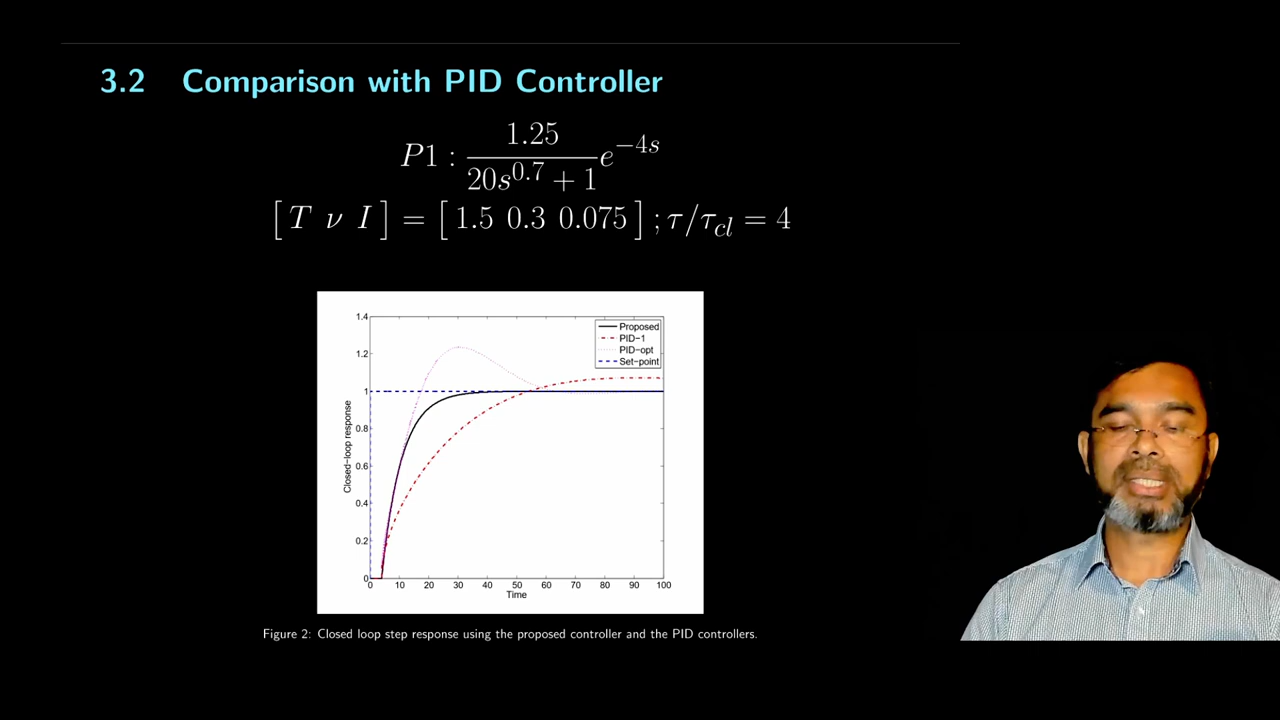 3.2 Comparison with PID Controller
P1 : 1.25 / 20s^0.7 + 1 e^−4s
[ T ν I ] = [ 1.5 0.3 0.075 ] ; τ/τcl = 4
1.4
Proposed
PID−1
1.2
PID−opt
Set−point
1
0.8
Closed−loop response
0.6
0.4
0.2
0
0 10 20 30 40 50 60 70 80 90 100
Time
Figure 2: Closed loop step response using the proposed controller and the PID controllers.